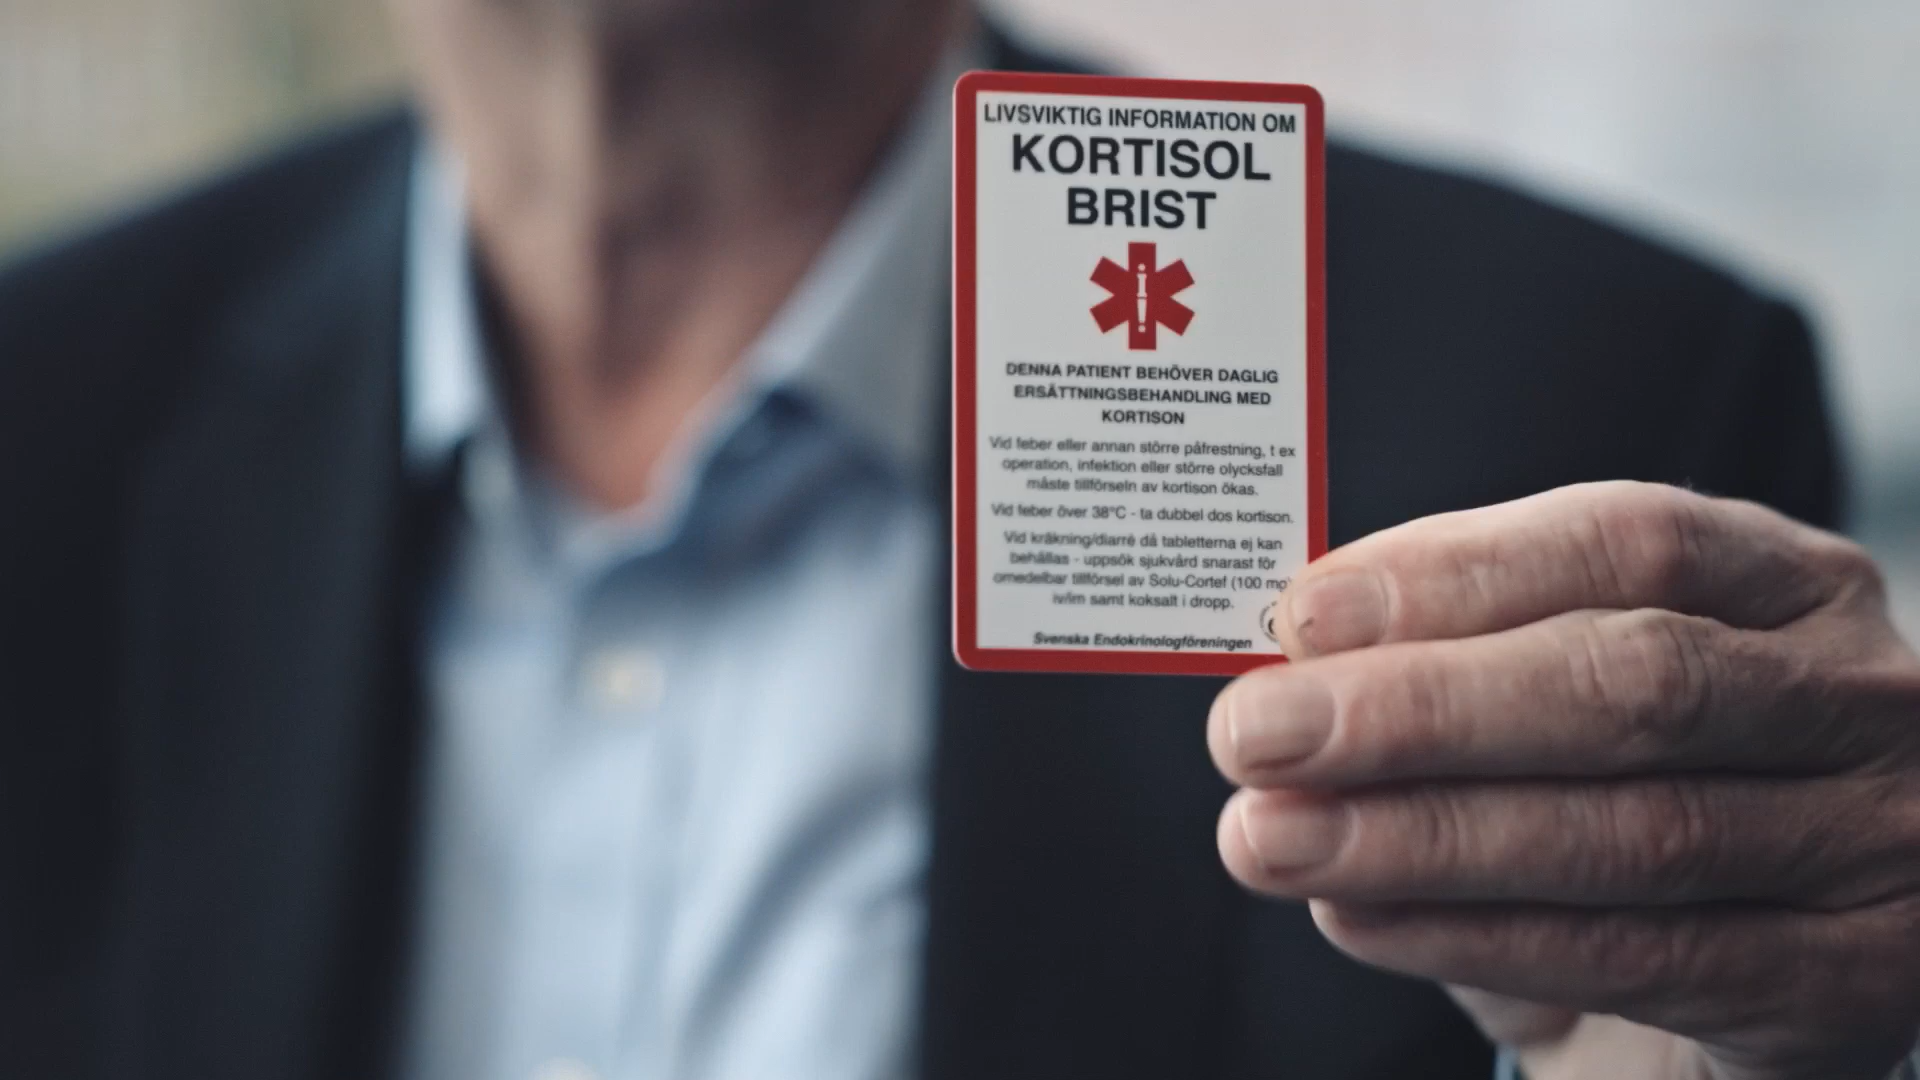 LIVSVIKTIG INFORMATION OM
KORTISOL
BRIST
DENNA PATIENT BEHÖVER DAGLIG
ERSÄTTNINGSBEHANDLING MED
KORTISON
Vid feber eller annan större påfrestning, t ex
operation, infektion eller större olycksfall
måste tillförseln av kortison ökas.
Vid feber över 38°C - ta dubbel dos kortison.
Vid kräkning/diarré då tabletterna ej kan
behållas - uppsök sjukvård snarast för
omedelbar tillförsel av Solu-Cortef (100 mg)
iv/im samt koksalt i dropp.
Svenska Endokrinologföreningen